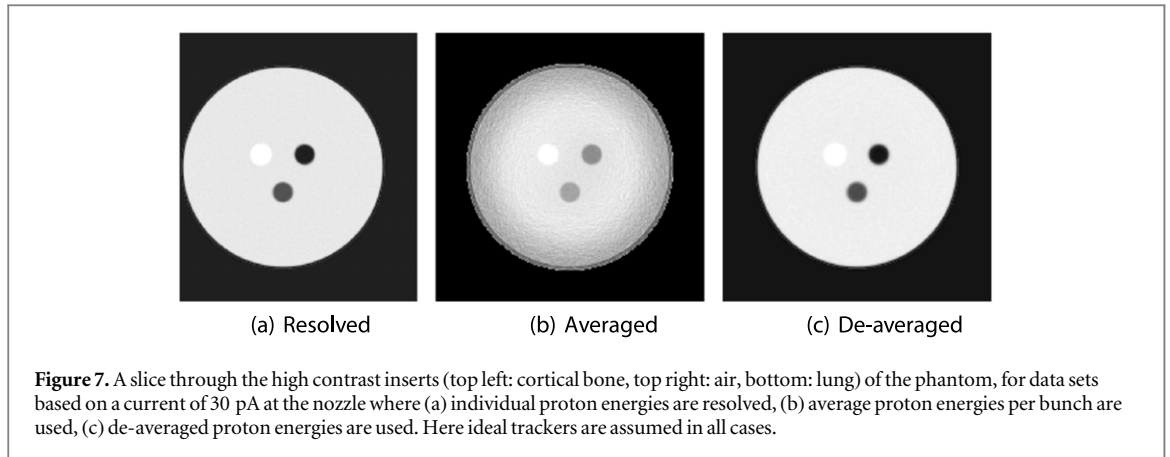 (a) Resolved
(b) Averaged
(c) De-averaged
Figure 7. A slice through the high contrast inserts (top left: cortical bone, top right: air, bottom: lung) of the phantom, for data sets
based on a current of 30 pA at the nozzle where (a) individual proton energies are resolved, (b) average proton energies per bunch are
used, (c) de-averaged proton energies are used. Here ideal trackers are assumed in all cases.